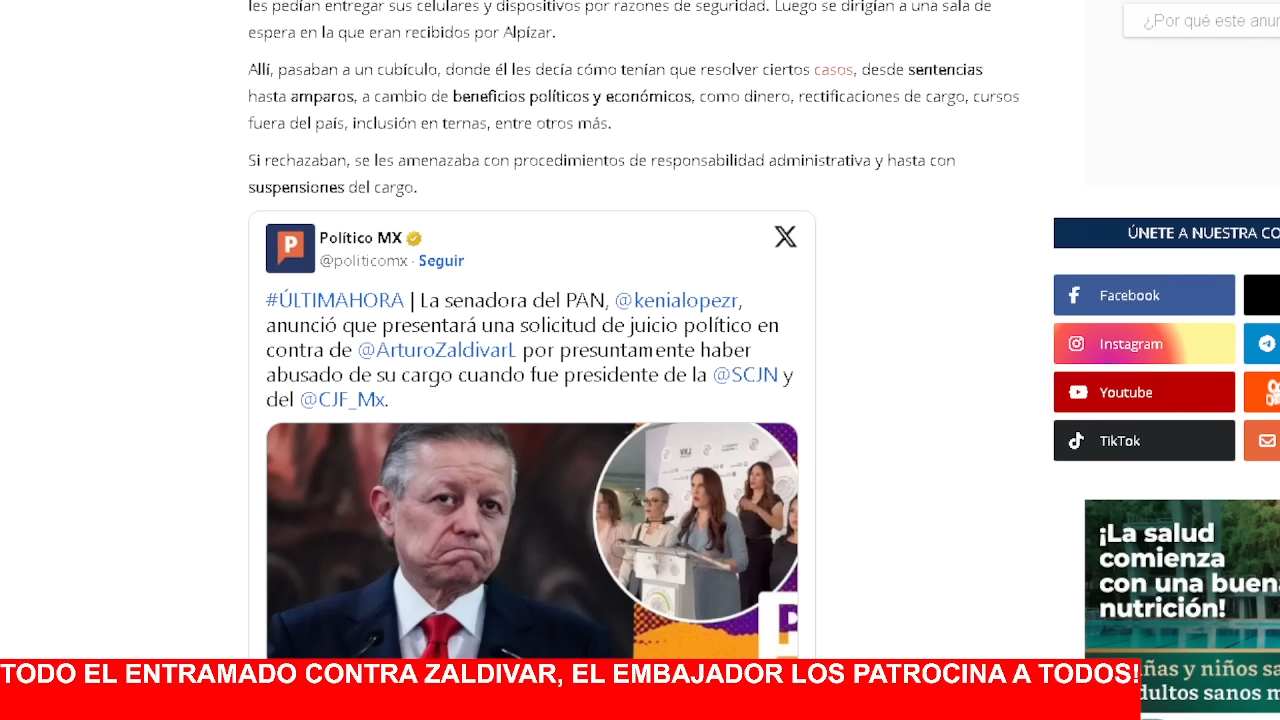 les pedían entregar sus celulares y dispositivos por razones de seguridad. Luego se dirigían a una sala de
espera en la que eran recibidos por Alpízar.
Allí, pasaban a un cubículo, donde él les decía cómo tenían que resolver ciertos casos, desde sentencias
hasta amparos, a cambio de beneficios políticos y económicos, como dinero, rectificaciones de cargo, cursos
fuera del país, inclusión en ternas, entre otros más.
Si rechazaban, se les amenazaba con procedimientos de responsabilidad administrativa y hasta con
suspensiones del cargo.
Político MX
@politicomx · Seguir
#ÚLTIMAHORA | La senadora del PAN, @kenialopezr,
anunció que presentará una solicitud de juicio político en
contra de @ArturoZaldivarL por presuntamente haber
abusado de su cargo cuando fue presidente de la @SCJN y
del @CJF_Mx.
LXV
¿Por qué este anun
ÚNETE A NUESTRA CO
Facebook
Instagram
Youtube
TikTok
¡La salud
comienza
con una buena
nutrición!
ñas y niños sa
dultos sanos m
TODO EL ENTRAMADO CONTRA ZALDIVAR, EL EMBAJADOR LOS PATROCINA A TODOS!